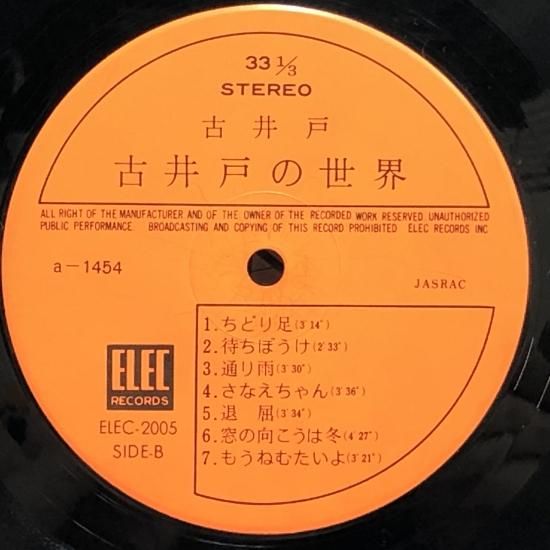 33 1/3
STEREO
古井戸
古井戸の世界
ALL RIGHT OF THE MANUFACTURER AND OF THE OWNER OF THE RECORDED WORK RESERVED UNAUTHORIZED
PUBLIC PERFORMANCE. BROADCASTING AND COPYING OF THIS RECORD PROHIBITED ELEC RECORDS INC
a-1454
JASRAC
1.ちどり足(3'14")
2.待ちぼうけ(2'33")
3.通り雨(3'30")
4.さなえちゃん(3'36")
5.退 屈(3'34")
6.窓の向こうは冬(4'27")
7.もうねむたいよ(3'21")
ELEC
RECORDS
ELEC-2005
SIDE-B